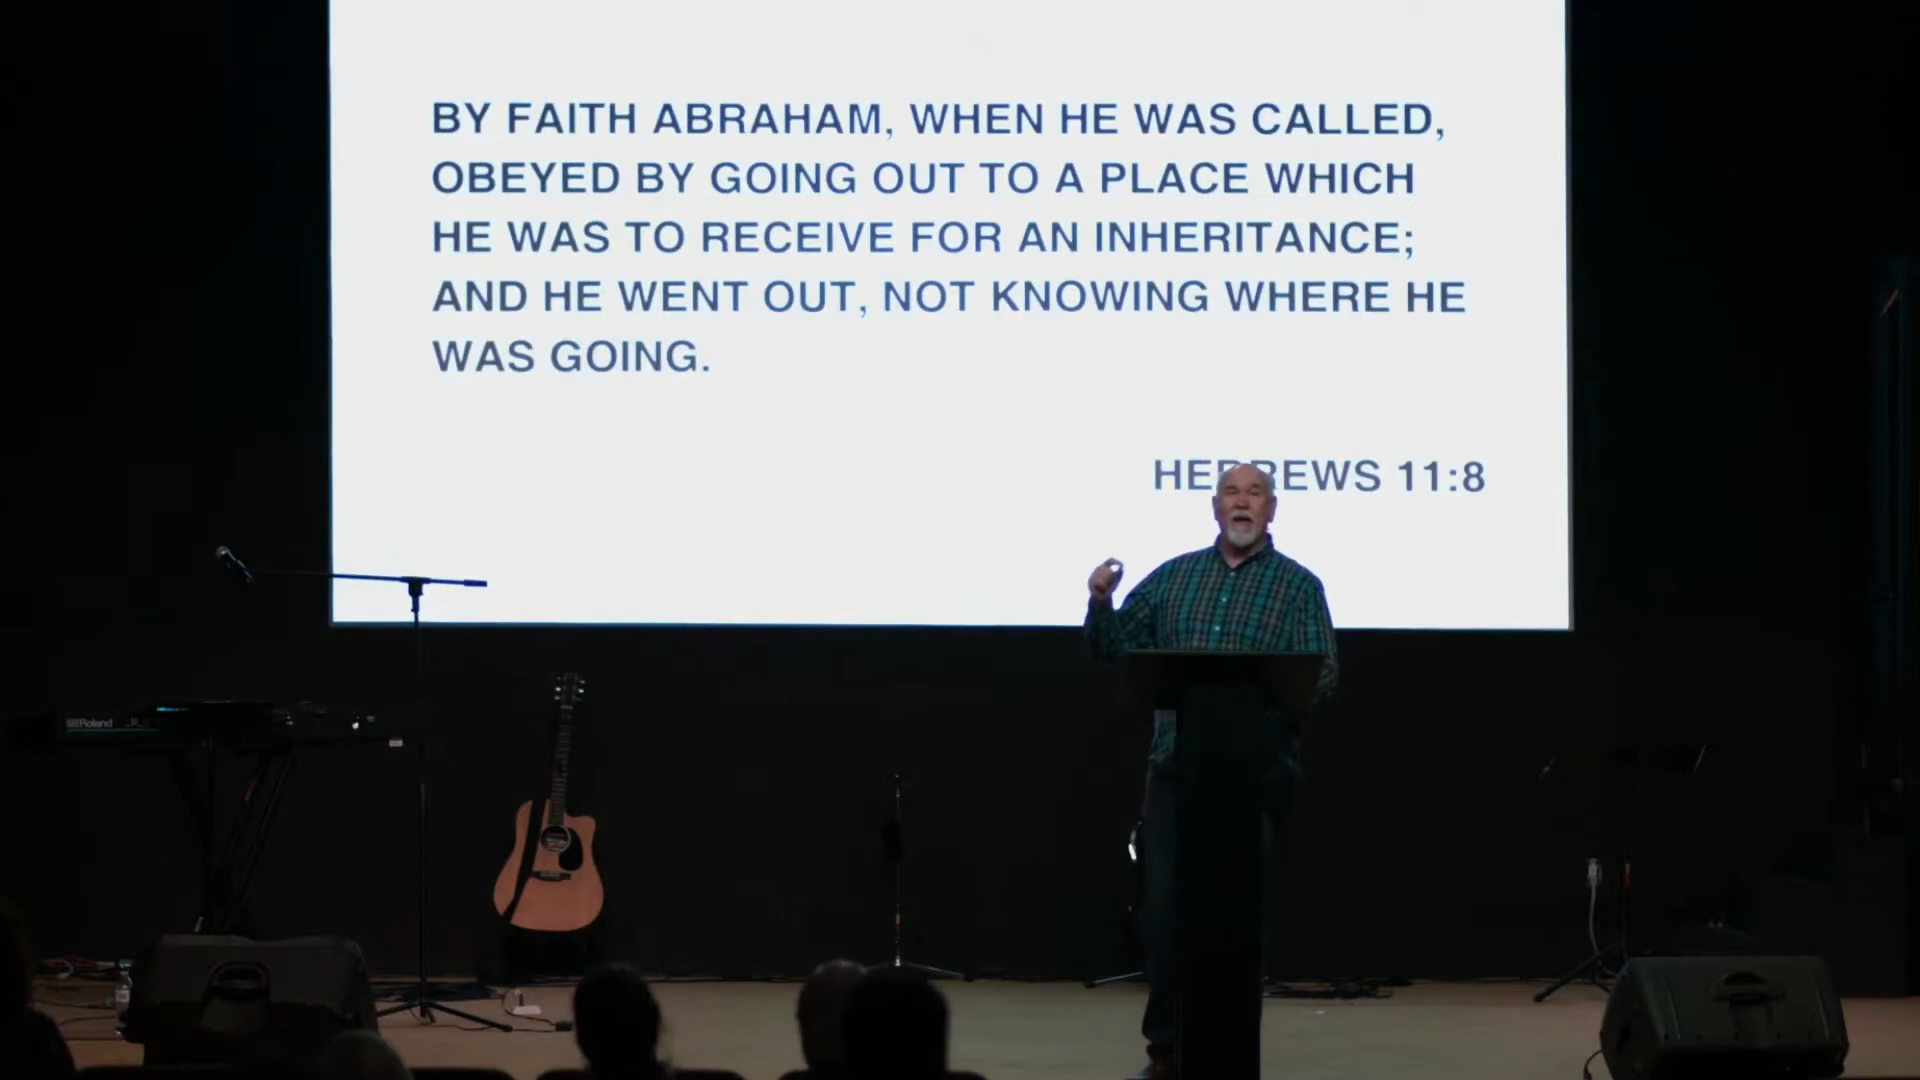 BY FAITH ABRAHAM, WHEN HE WAS CALLED,
OBEYED BY GOING OUT TO A PLACE WHICH
HE WAS TO RECEIVE FOR AN INHERITANCE;
AND HE WENT OUT, NOT KNOWING WHERE HE
WAS GOING.
HEBREWS 11:8
Roland